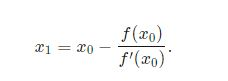 x₁ = x₀ − f(x₀)/f′(x₀).